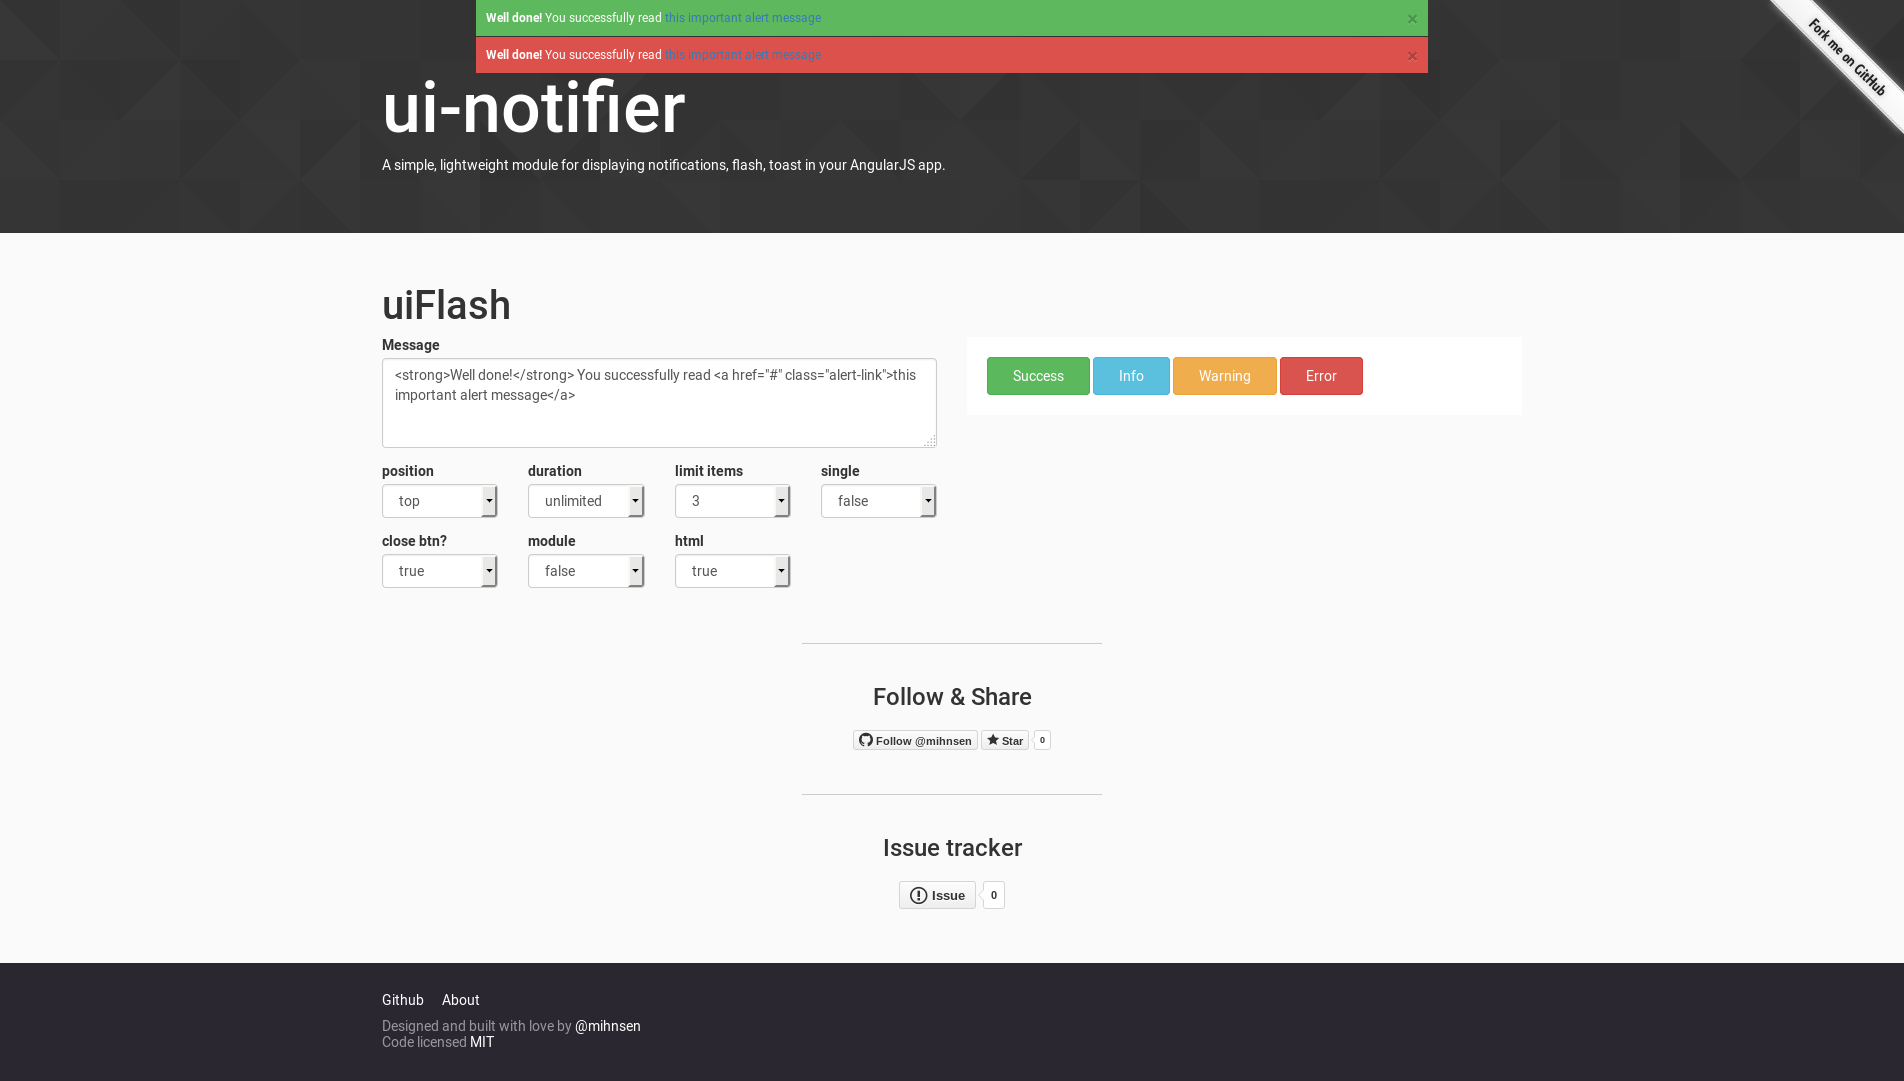 Well done! You successfully read this important alert message ×
Well done! You successfully read this important alert message ×
Fork me on GitHub
ui-notifier
A simple, lightweight module for displaying notifications, flash, toast in your AngularJS app.
uiFlash
Message
<strong>Well done!</strong> You successfully read <a href="#" class="alert-link">this
important alert message</a>
Success Info Warning Error
position duration limit items single
top unlimited 3 false
close btn? module html
true false true
Follow & Share
Follow @mihnsen Star 0
Issue tracker
Issue 0
Github About
Designed and built with love by @mihnsen
Code licensed MIT